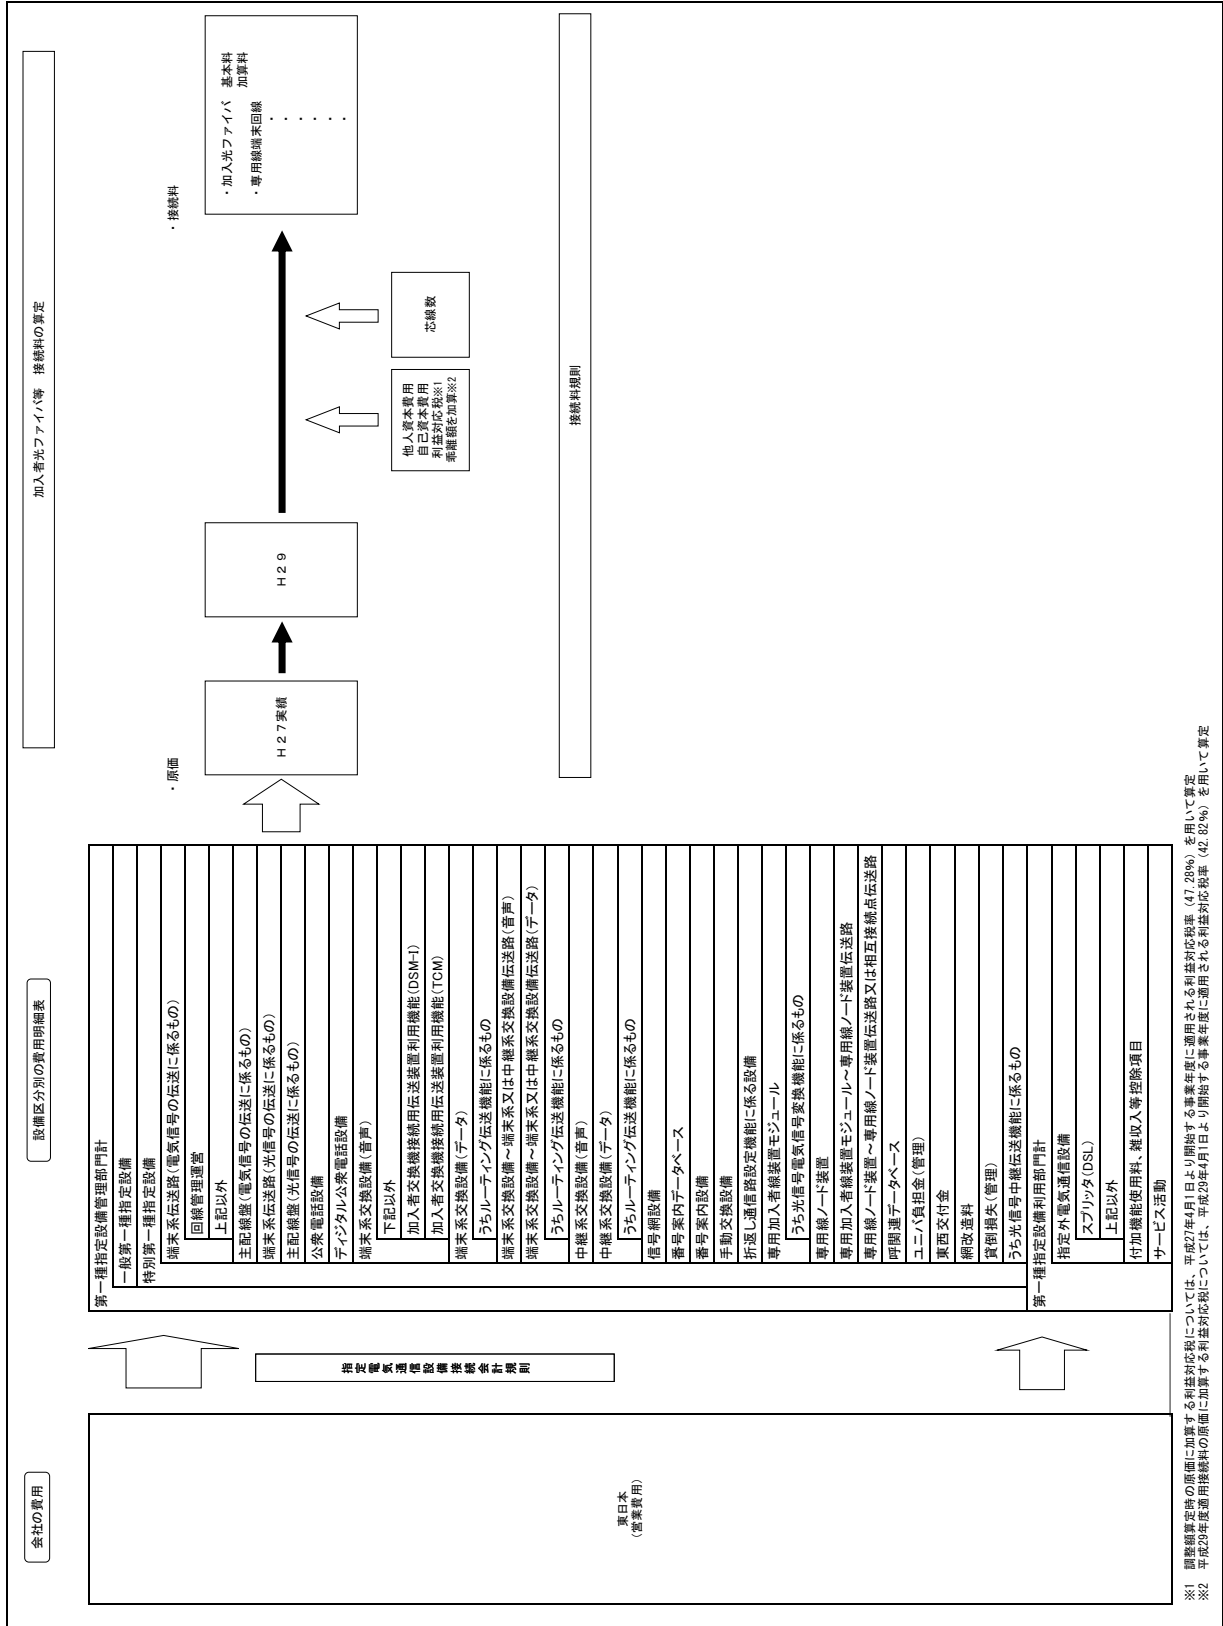 会社の費用
設備区分別の費用明細表
加入者光ファイバ等　接続料の算定
東日本
（営業費用）
指定電気通信設備接続会計規則
第一種指定設備管理部門計
一般第一種指定設備
特別第一種指定設備
端末系伝送路(電気信号の伝送に係るもの)
回線管理運営
上記以外
主配線盤(電気信号の伝送に係るもの)
端末系伝送路(光信号の伝送に係るもの)
主配線盤(光信号の伝送に係るもの)
公衆電話設備
ディジタル公衆電話設備
端末系交換設備(音声)
下記以外
加入者交換機接続用伝送装置利用機能(DSM-I)
加入者交換機接続用伝送装置利用機能(TCM)
端末系交換設備(データ)
うちルーティング伝送機能に係るもの
端末系交換設備～端末系又は中継系交換設備伝送路(音声)
端末系交換設備～端末系又は中継系交換設備伝送路(データ)
うちルーティング伝送機能に係るもの
中継系交換設備(音声)
中継系交換設備(データ)
うちルーティング伝送機能に係るもの
信号網設備
番号案内データベース
番号案内設備
手動交換設備
折返し通信路設定機能に係る設備
専用加入者線装置モジュール
うち光信号電気信号変換機能に係るもの
専用線ノード装置
専用加入者線装置モジュール～専用線ノード装置伝送路
専用線ノード装置～専用線ノード装置伝送路又は相互接続点伝送路
呼関連データベース
ユニバ負担金(管理)
東西交付金
網改造料
貸倒損失(管理)
うち光信号中継伝送機能に係るもの
第一種指定設備利用部門計
指定外電気通信設備
スプリッタ(DSL)
上記以外
付加機能使用料、雑収入等控除項目
サービス活動
・原価
Ｈ２７実績
Ｈ２９
他人資本費用
自己資本費用
利益対応税※1
乖離額を加算※2
芯線数
・接続料
・加入光ファイバ　基本料
加算料
・専用線端末回線
・
・
・
・
・
・
接続料規則
※1　調整額算定時の原価に加算する利益対応税については、平成27年4月1日より開始する事業年度に適用される利益対応税率（47.28%）を用いて算定
※2　平成29年度適用接続料の原価に加算する利益対応税については、平成29年4月1日より開始する事業年度に適用される利益対応税率（42.82%）を用いて算定